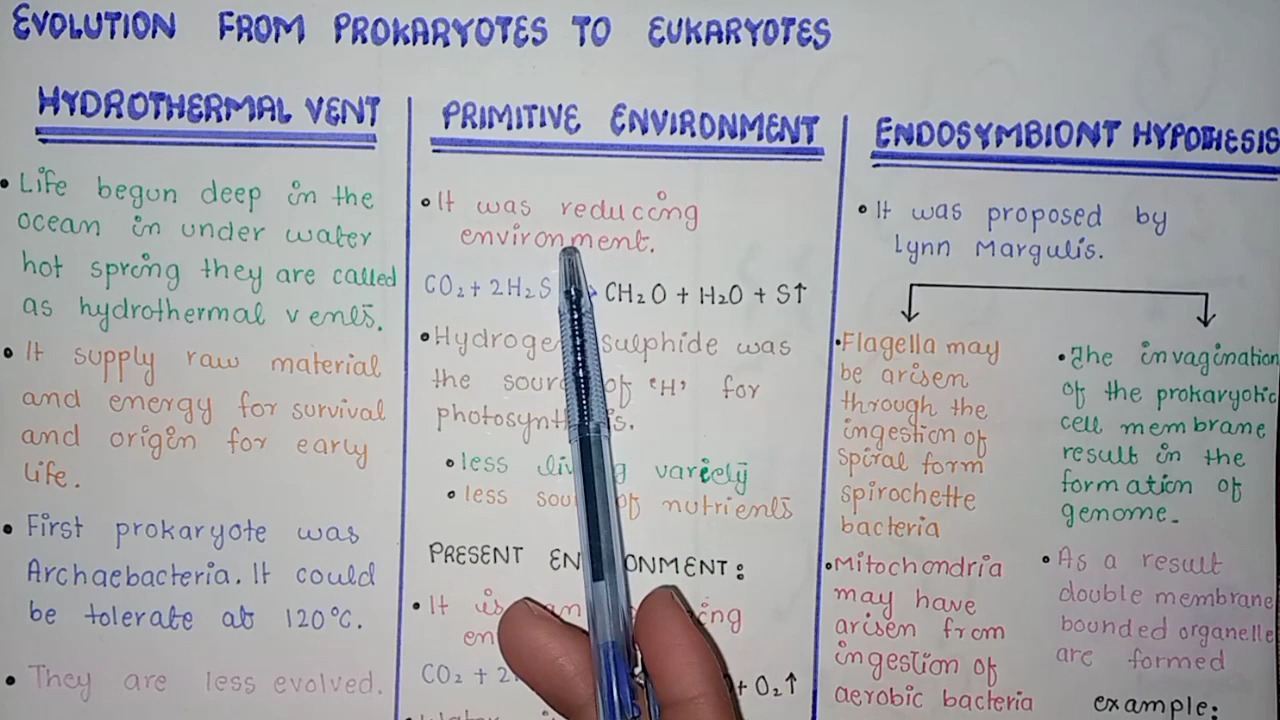 EVOLUTION FROM PROKARYOTES TO EUKARYOTES
HYDROTHERMAL VENT
• Life begun deep in the
ocean in under water
hot spring they are called
as hydrothermal vents.
• It supply raw material
and energy for survival
and origin for early
life.
• First prokaryote was
Archaebacteria. It could
be tolerate at 120°C.
• They are less evolved.
PRIMITIVE ENVIRONMENT
• It was reducing
environment.
CO₂ + 2H₂S CH₂O + H₂O + S↑
• Hydrogen sulphide was
the of 'H' for
• less variety
• less of nutrients
PRESENT
• It
CO₂ + O₂↑
ENDOSYMBIONT HYPOTHESIS
• It was proposed by
Lynn Margulis.
• Flagella may
be arisen
through the
ingestion of
spiral form
spirochette
bacteria
• Mitochondria
may have
arisen from
ingestion of
aerobic bacteria
• The invagination
of the prokaryotic
cell membrane
result in the
formation of
genome.
• As a result
double membrane
bounded organelle
are formed
example: